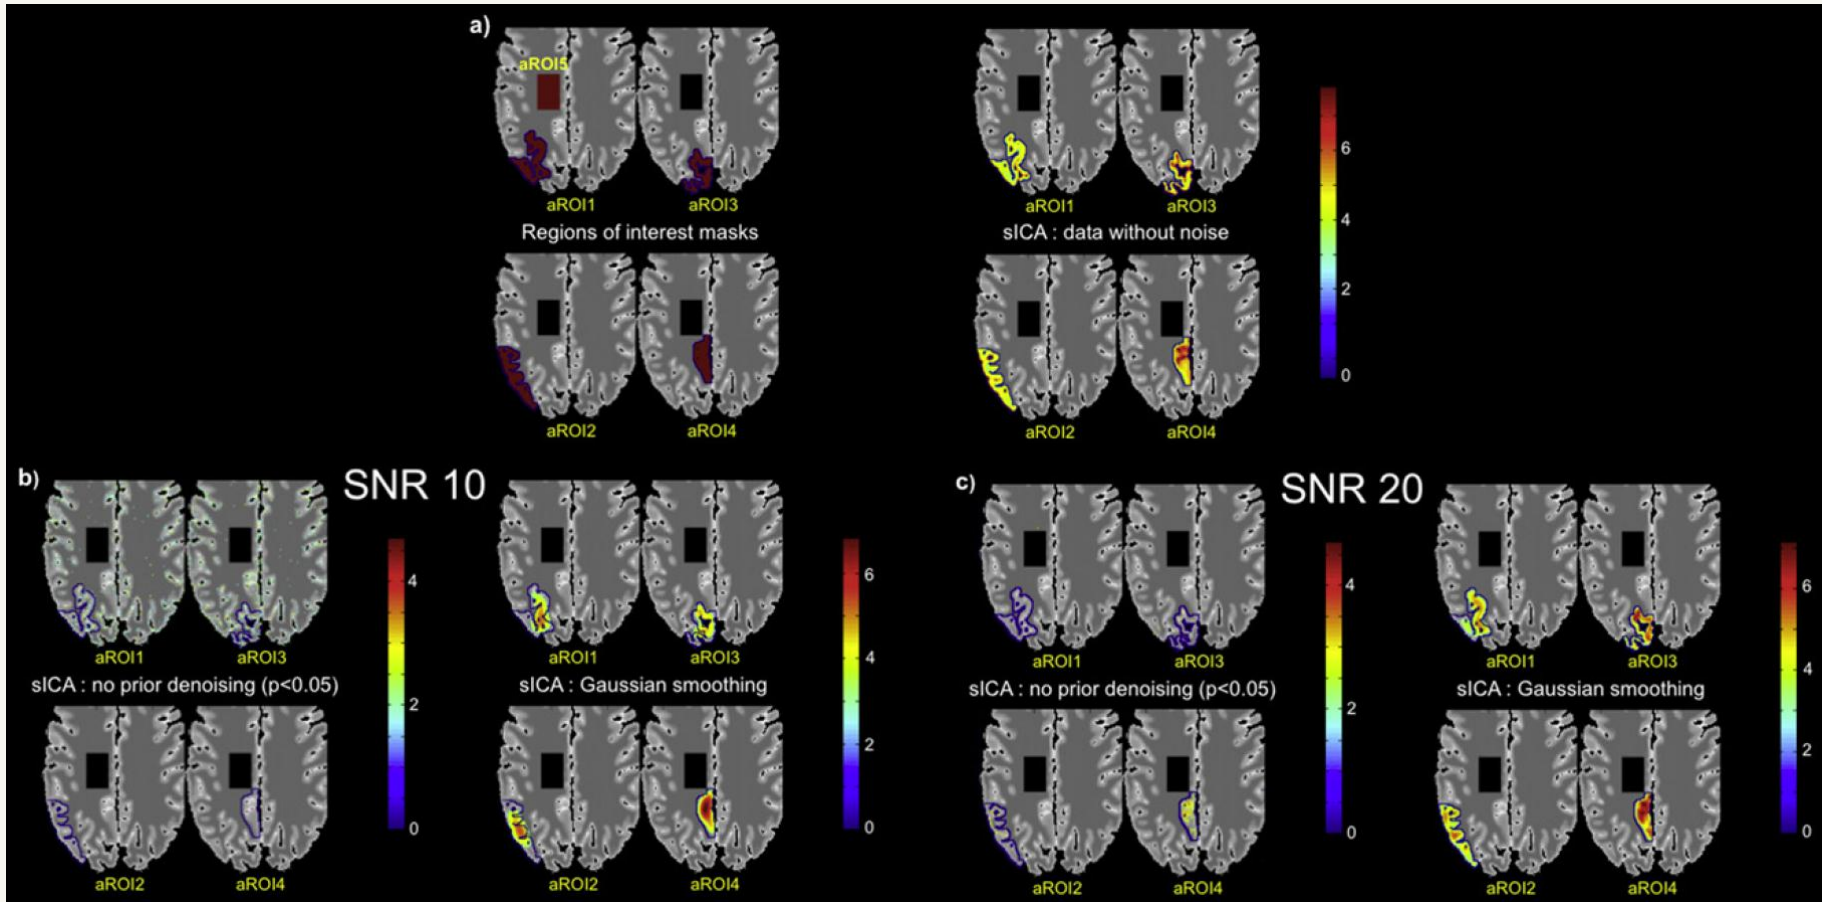 a)
aROI5
aROI1 aROI3
Regions of interest masks
aROI2 aROI4
aROI1 aROI3
sICA : data without noise
aROI2 aROI4
6
4
2
0
b)
SNR 10
aROI1 aROI3
sICA : no prior denoising (p<0.05)
aROI2 aROI4
4
2
0
aROI1 aROI3
sICA : Gaussian smoothing
aROI2 aROI4
6
4
2
0
c)
SNR 20
aROI1 aROI3
sICA : no prior denoising (p<0.05)
aROI2 aROI4
4
2
0
aROI1 aROI3
sICA : Gaussian smoothing
aROI2 aROI4
6
4
2
0